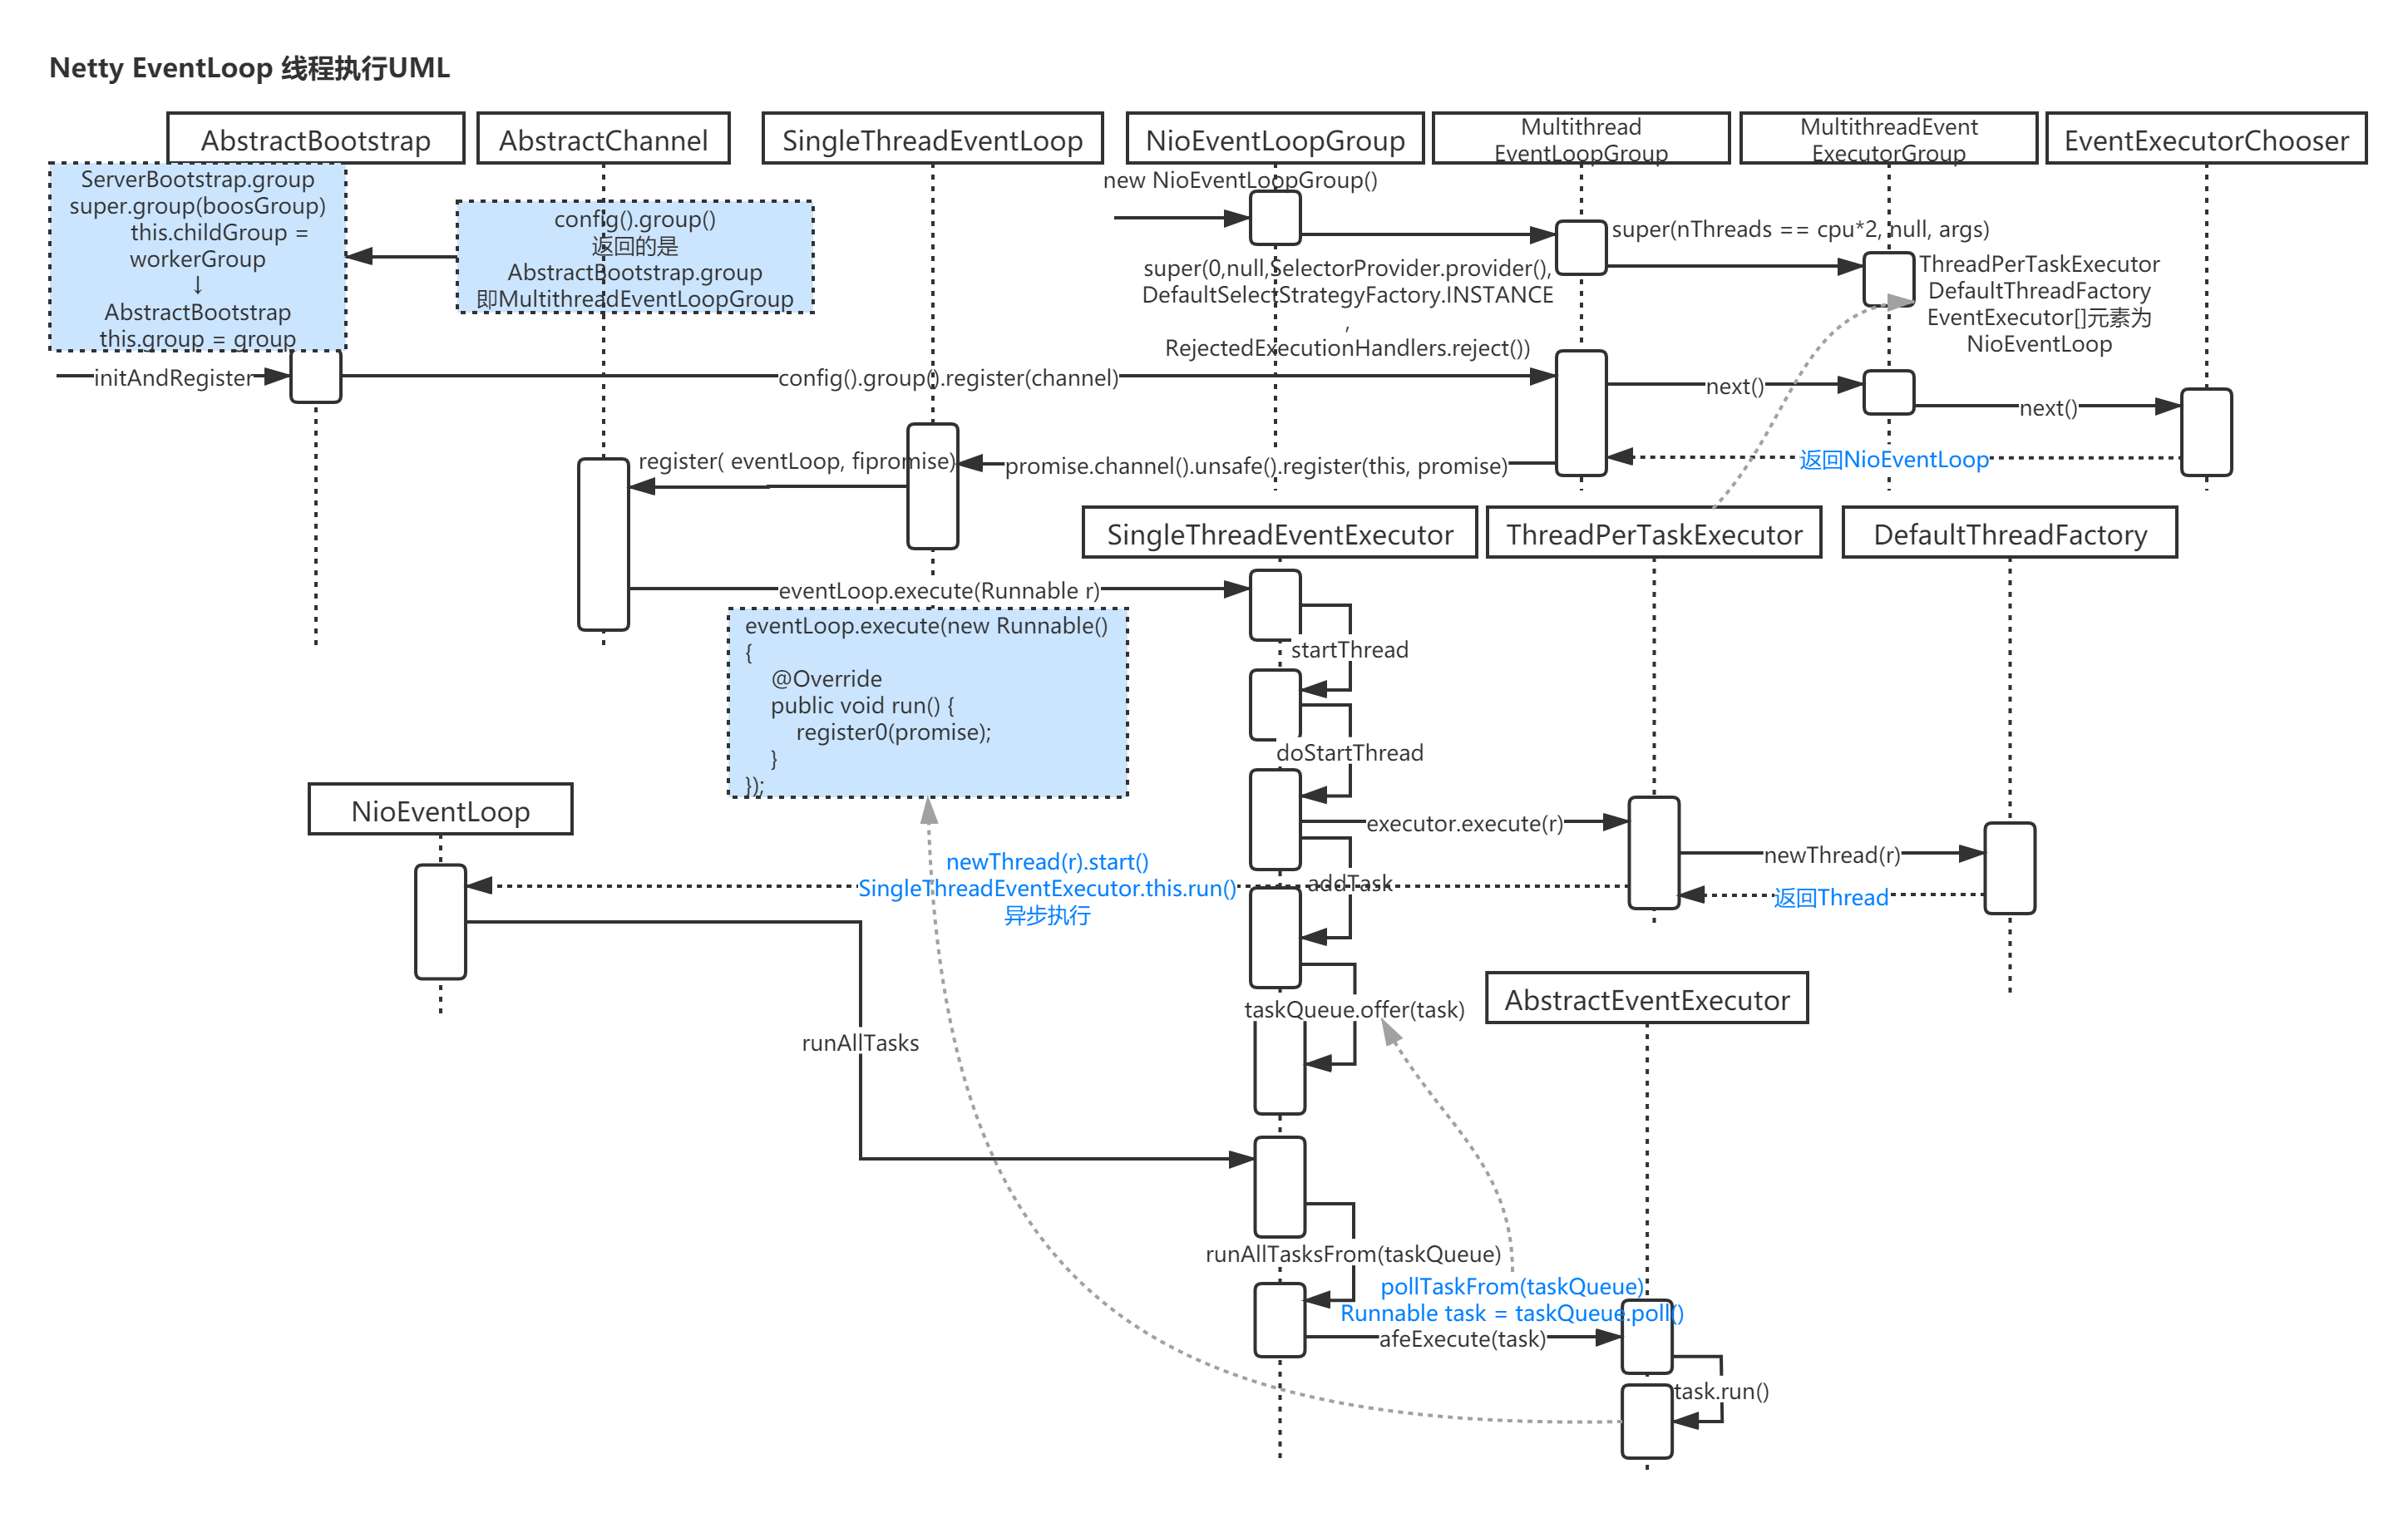 Netty EventLoop 线程执行UML
AbstractBootstrap
AbstractChannel
SingleThreadEventLoop
NioEventLoopGroup
Multithread
EventLoopGroup
MultithreadEvent
ExecutorGroup
EventExecutorChooser
ServerBootstrap.group
super.group(boosGroup)
this.childGroup =
workerGroup
↓
AbstractBootstrap
this.group = group
config().group()
返回的是
AbstractBootstrap.group
即MultithreadEventLoopGroup
new NioEventLoopGroup()
super(0,null,SelectorProvider.provider(),
DefaultSelectStrategyFactory.INSTANCE
,
RejectedExecutionHandlers.reject())
super(nThreads == cpu*2, null, args)
ThreadPerTaskExecutor
DefaultThreadFactory
EventExecutor[]元素为
NioEventLoop
initAndRegister
config().group().register(channel)
next()
next()
返回NioEventLoop
promise.channel().unsafe().register(this, promise)
register( eventLoop, fipromise)
SingleThreadEventExecutor
ThreadPerTaskExecutor
DefaultThreadFactory
eventLoop.execute(Runnable r)
eventLoop.execute(new Runnable()
{
@Override
public void run() {
register0(promise);
}
});
startThread
doStartThread
executor.execute(r)
newThread(r)
返回Thread
addTask
NioEventLoop
newThread(r).start()
SingleThreadEventExecutor.this.run()
异步执行
taskQueue.offer(task)
AbstractEventExecutor
runAllTasks
runAllTasksFrom(taskQueue)
pollTaskFrom(taskQueue)
Runnable task = taskQueue.poll()
afeExecute(task)
task.run()